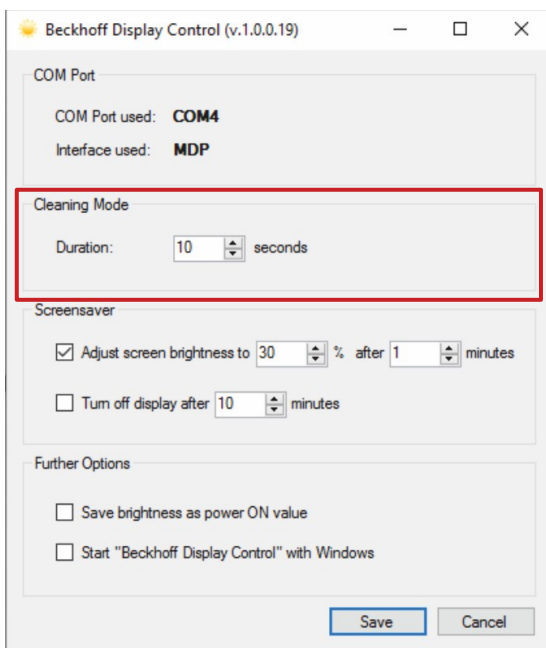 Beckhoff Display Control (v.1.0.0.19)
COM Port
COM Port used: COM4
Interface used: MDP
Cleaning Mode
Duration: 10 seconds
Screensaver
Adjust screen brightness to 30 % after 1 minutes
Turn off display after 10 minutes
Further Options
Save brightness as power ON value
Start "Beckhoff Display Control" with Windows
Save Cancel